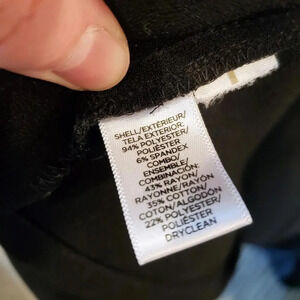 SHELL/EXTÉRIEUR/
TELA EXTERIOR:
94% POLYESTER/
POLIÉSTER
6% SPANDEX
COMBO/
ENSEMBLE/
COMBINACIÓN:
43% RAYON/
RAYONNE/RAYÓN
35% COTTON/
COTON/ALGODÓN
22% POLYESTER/
POLIÉSTER
DRYCLEAN